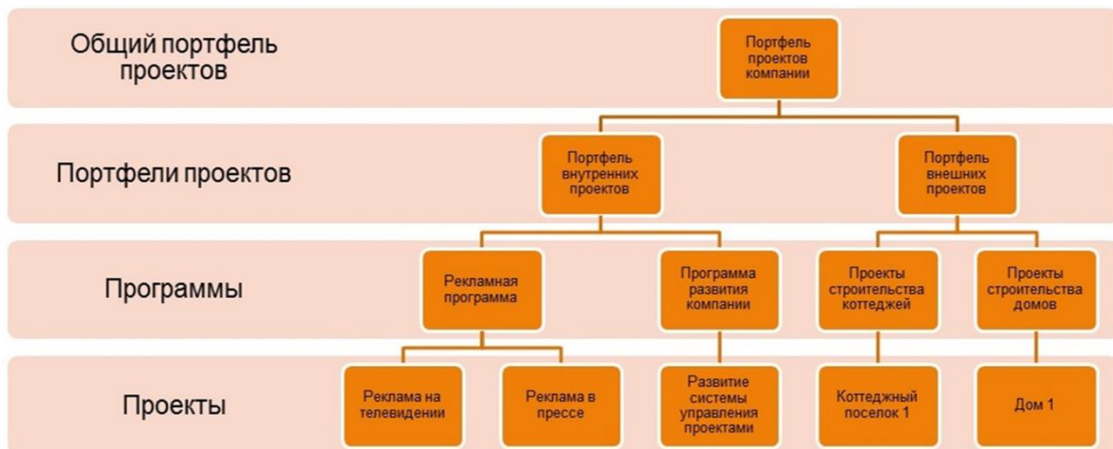 Общий портфель
проектов
Портфель
проектов
компании
Портфели проектов
Портфель
внутренних
проектов
Портфель
внешних
проектов
Программы
Рекламная
программа
Программа
развития
компании
Проекты
строительства
коттеджей
Проекты
строительства
домов
Проекты
Реклама на
телевидении
Реклама в
прессе
Развитие
системы
управления
проектами
Коттеджный
поселок 1
Дом 1